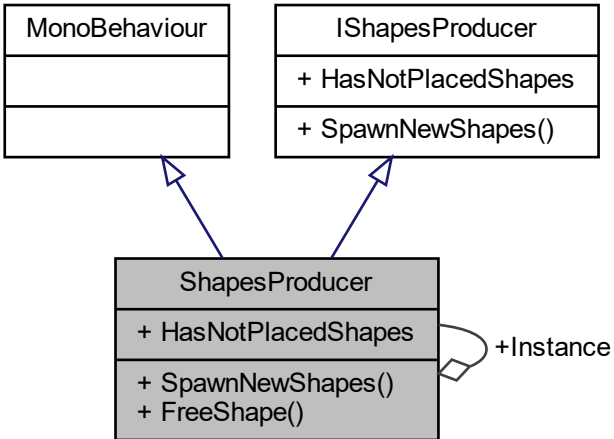 MonoBehaviour
IShapesProducer
+ HasNotPlacedShapes
+ SpawnNewShapes()
ShapesProducer
+ HasNotPlacedShapes
+ SpawnNewShapes()
+ FreeShape()
+Instance